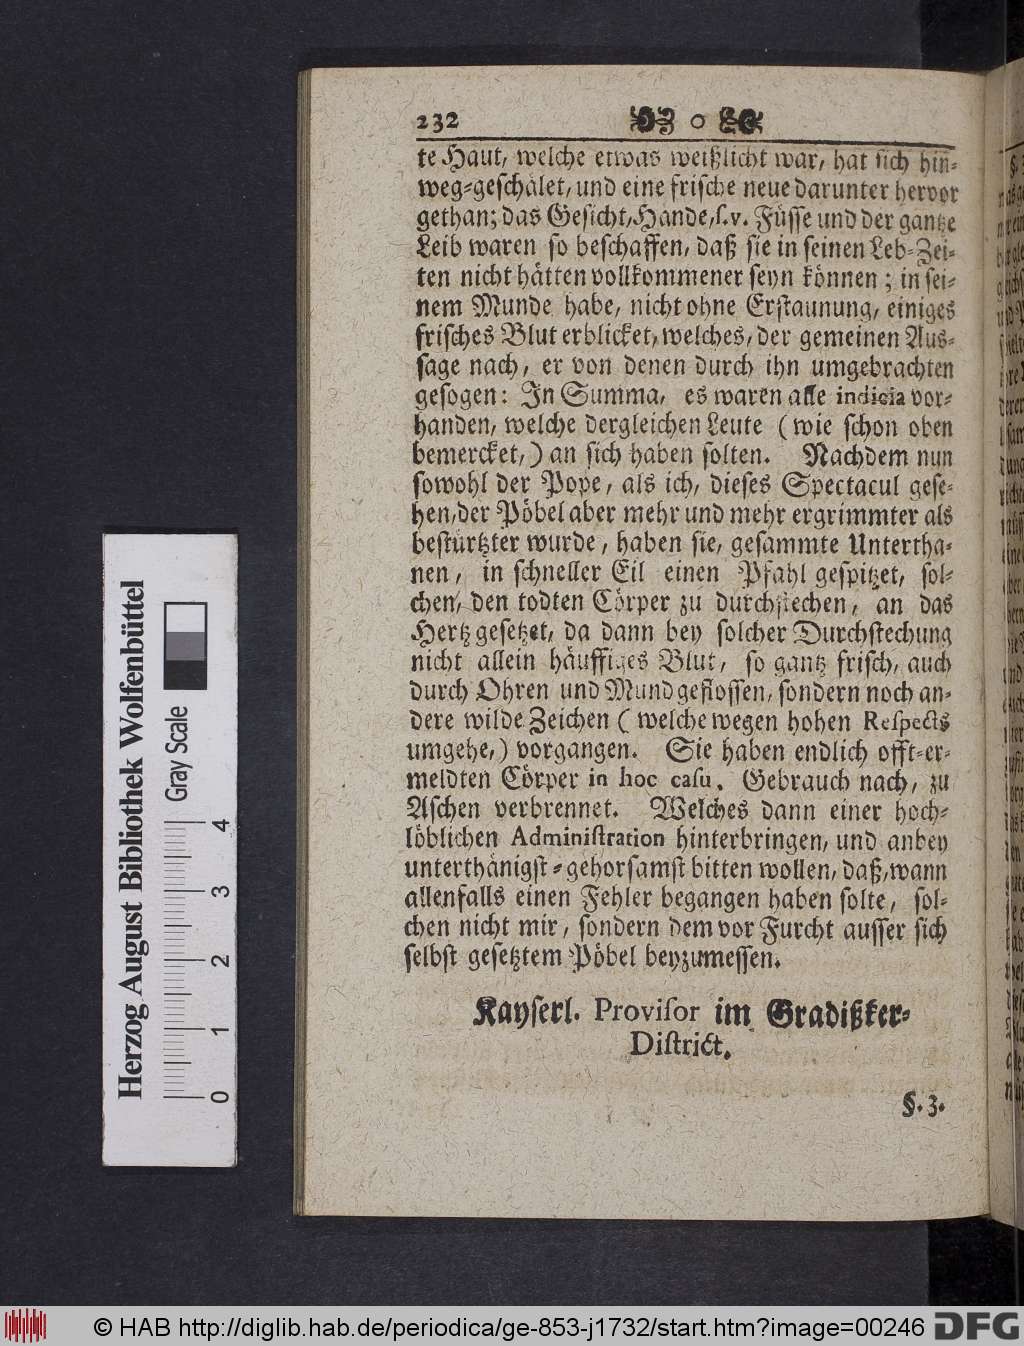 232 o
te Haut, welche etwas weißlicht war, hat sich hin-
weg-geschälet, und eine frische neue darunter hervor
gethan; das Gesicht, Hande, s. v. Füsse und der gantze
Leib waren so beschaffen, daß sie in seinen Leb-Zei-
ten nicht hätten vollkommener seyn können; in sei-
nem Munde habe, nicht ohne Erstaunung, einiges
frisches Blut erblicket, welches, der gemeinen Aus-
sage nach, er von denen durch ihn umgebrachten
gesogen: In Summa, es waren alle indicia vor-
handen, welche dergleichen Leute (wie schon oben
bemercket,) an sich haben solten. Nachdem nun
sowohl der Pope, als ich, dieses Spectacul gese-
hen, der Pöbel aber mehr und mehr ergrimmter als
bestürtzter wurde, haben sie, gesammte Untertha-
nen, in schneller Eil einen Pfahl gespitzet, sol-
chen, den todten Cörper zu durchstechen, an das
Hertz gesetzet, da dann bey solcher Durchstechung
nicht allein häuffiges Blut, so gantz frisch, auch
durch Ohren und Mund geflossen, sondern noch an-
dere wilde Zeichen (welche wegen hohen Reſpects
umgehe,) vorgangen. Sie haben endlich offt-er-
meldten Cörper in hoc caſu, Gebrauch nach, zu
Aschen verbrennet. Welches dann einer hoch-
löblichen Adminiſtration hinterbringen, und anbey
unterthänigst-gehorsamst bitten wollen, daß, wann
allenfalls einen Fehler begangen haben solte, sol-
chen nicht mir, sondern dem vor Furcht ausser sich
selbst gesetztem Pöbel beyzumessen.
Kayserl. Proviſor im Gradißker-
Diſtrict.
§. 3.
Herzog August Bibliothek Wolfenbüttel
Gray Scale
0 1 2 3 4
© HAB http://diglib.hab.de/periodica/ge-853-j1732/start.htm?image=00246 DFG